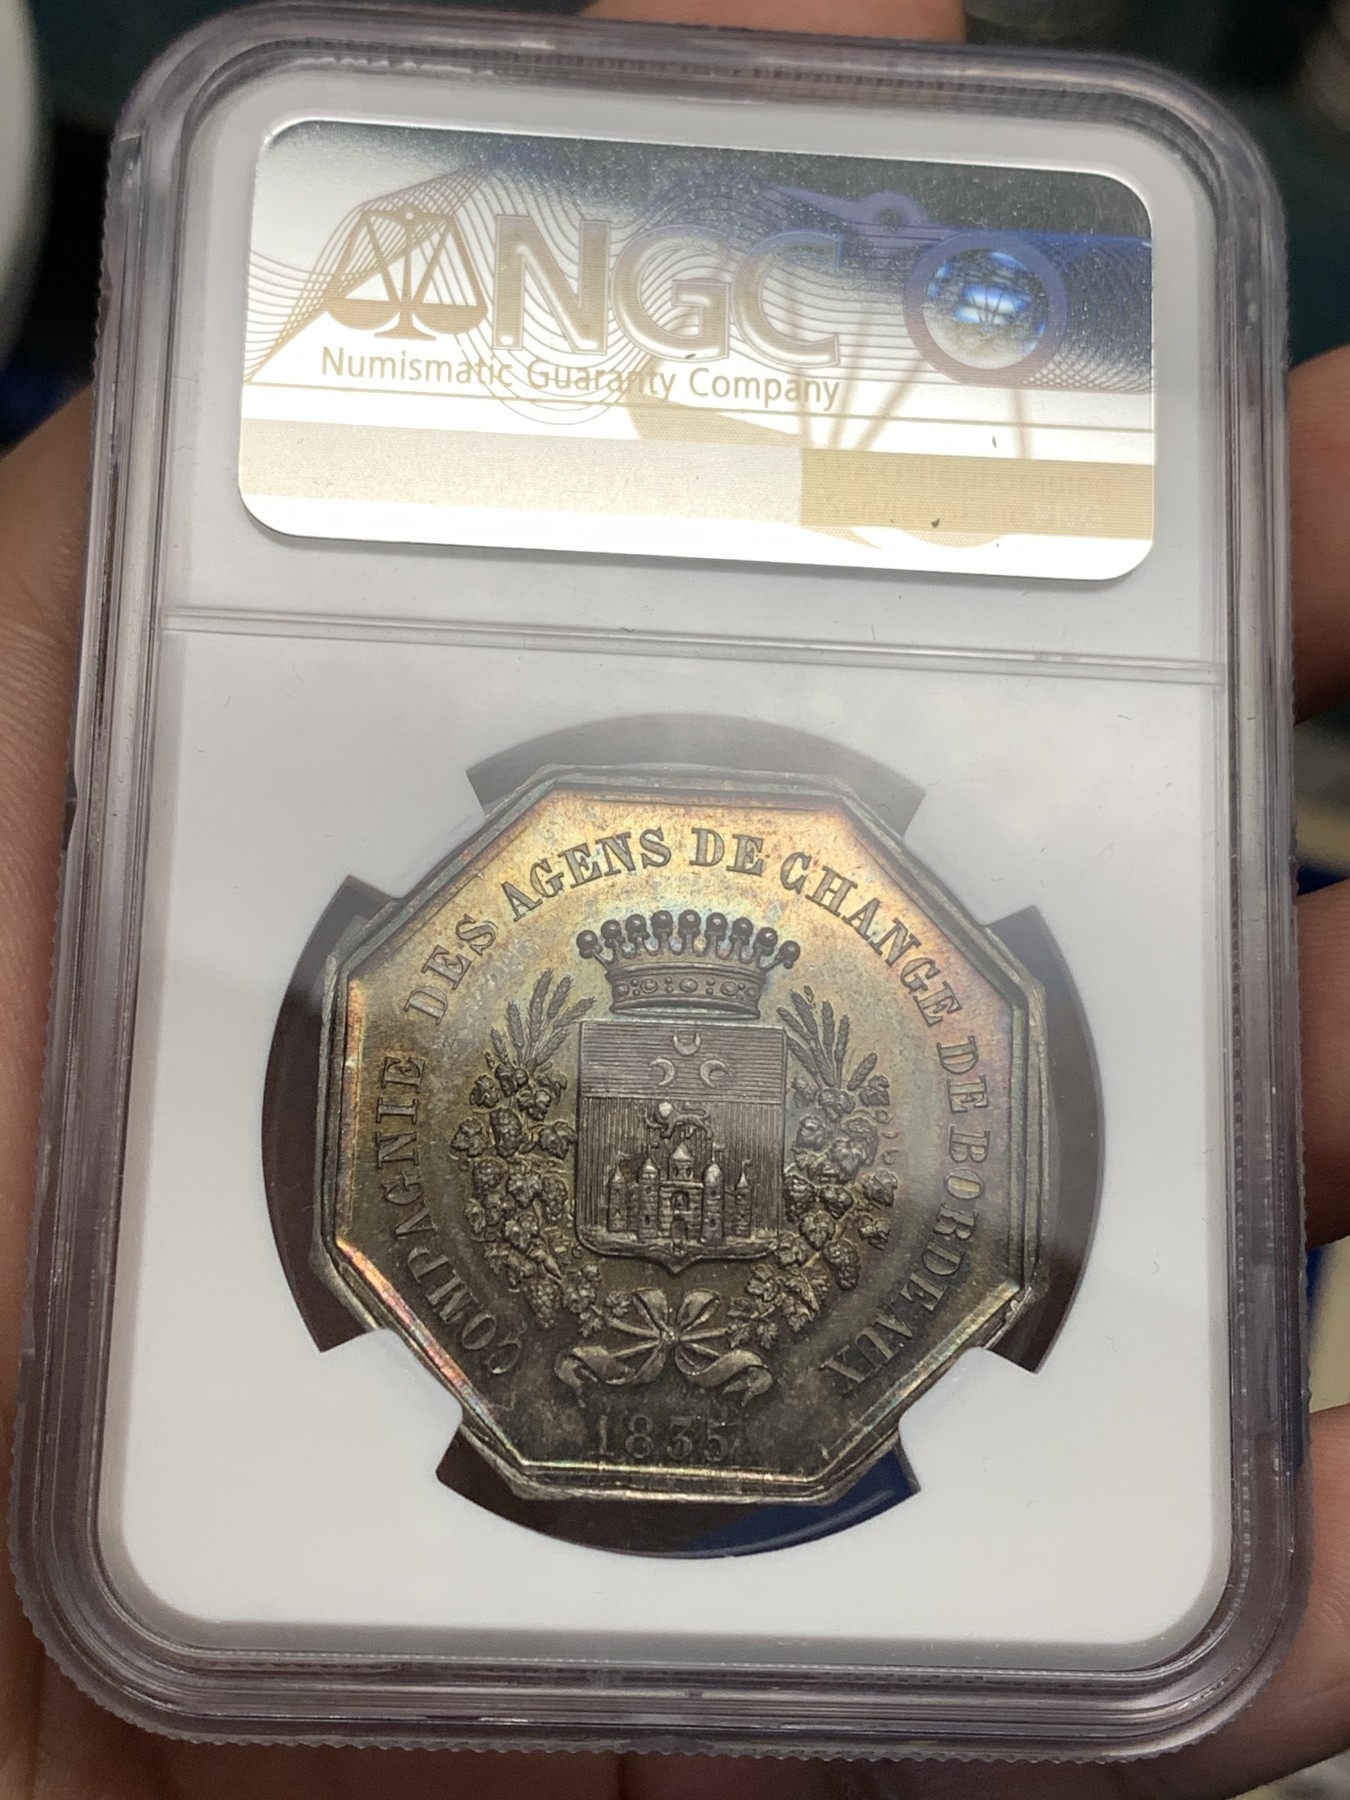 NGC
Numismatic Guaranty Company
COMPAGNIE DES AGENS DE CHANGE DE BORDEAUX
1835